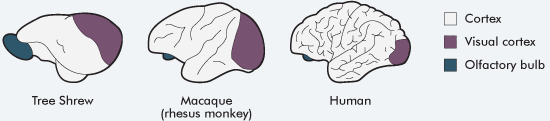 Cortex
Visual cortex
Olfactory bulb
Tree Shrew
Macaque
(rhesus monkey)
Human